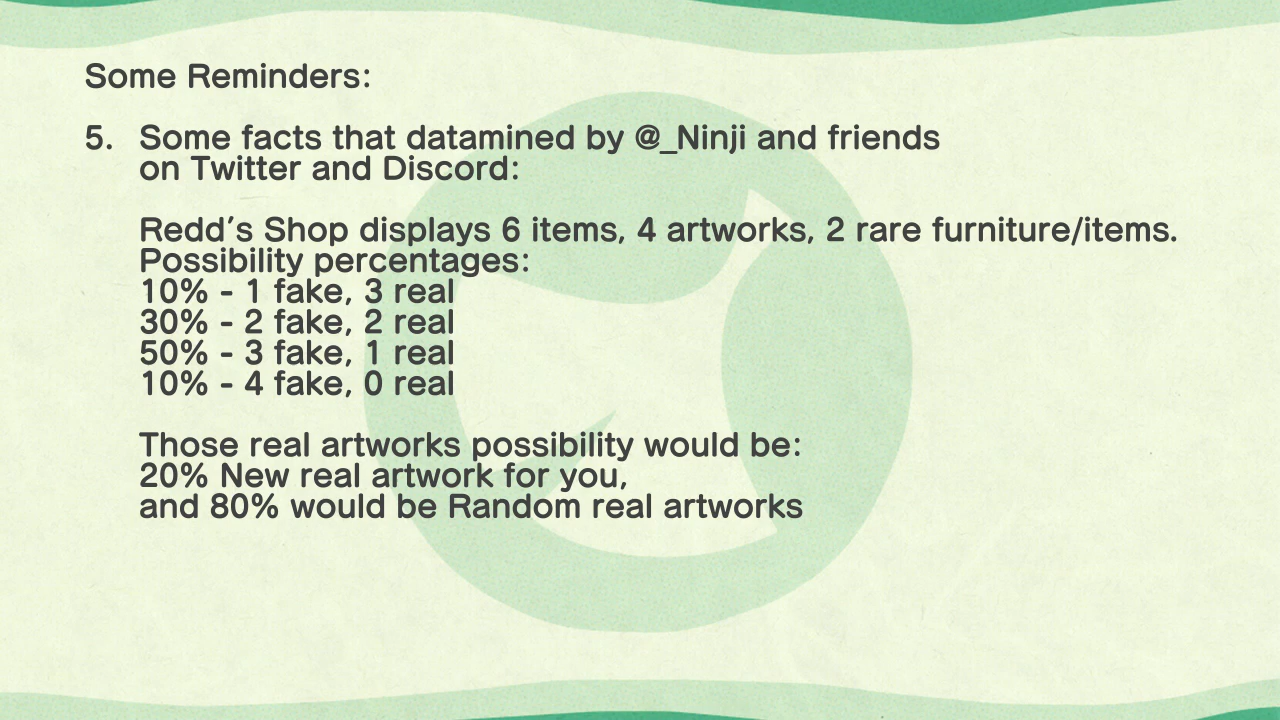 Some Reminders:
5. Some facts that datamined by @_Ninji and friends
on Twitter and Discord:
Redd's Shop displays 6 items, 4 artworks, 2 rare furniture/items.
Possibility percentages:
10% - 1 fake, 3 real
30% - 2 fake, 2 real
50% - 3 fake, 1 real
10% - 4 fake, 0 real
Those real artworks possibility would be:
20% New real artwork for you,
and 80% would be Random real artworks